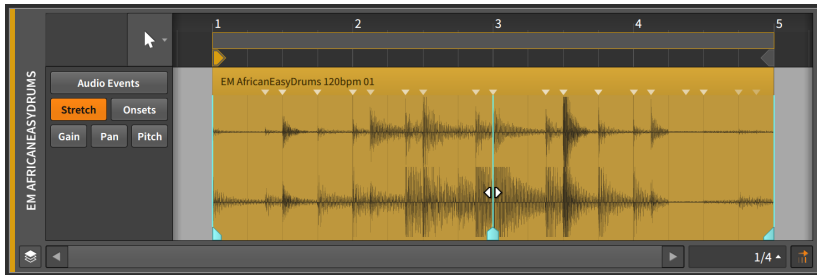 1 2 3 4 5
EM AFRICANEASYDRUMS
Audio Events
EM AfricanEasyDrums 120bpm 01
Stretch Onsets
Gain Pan Pitch
1/4